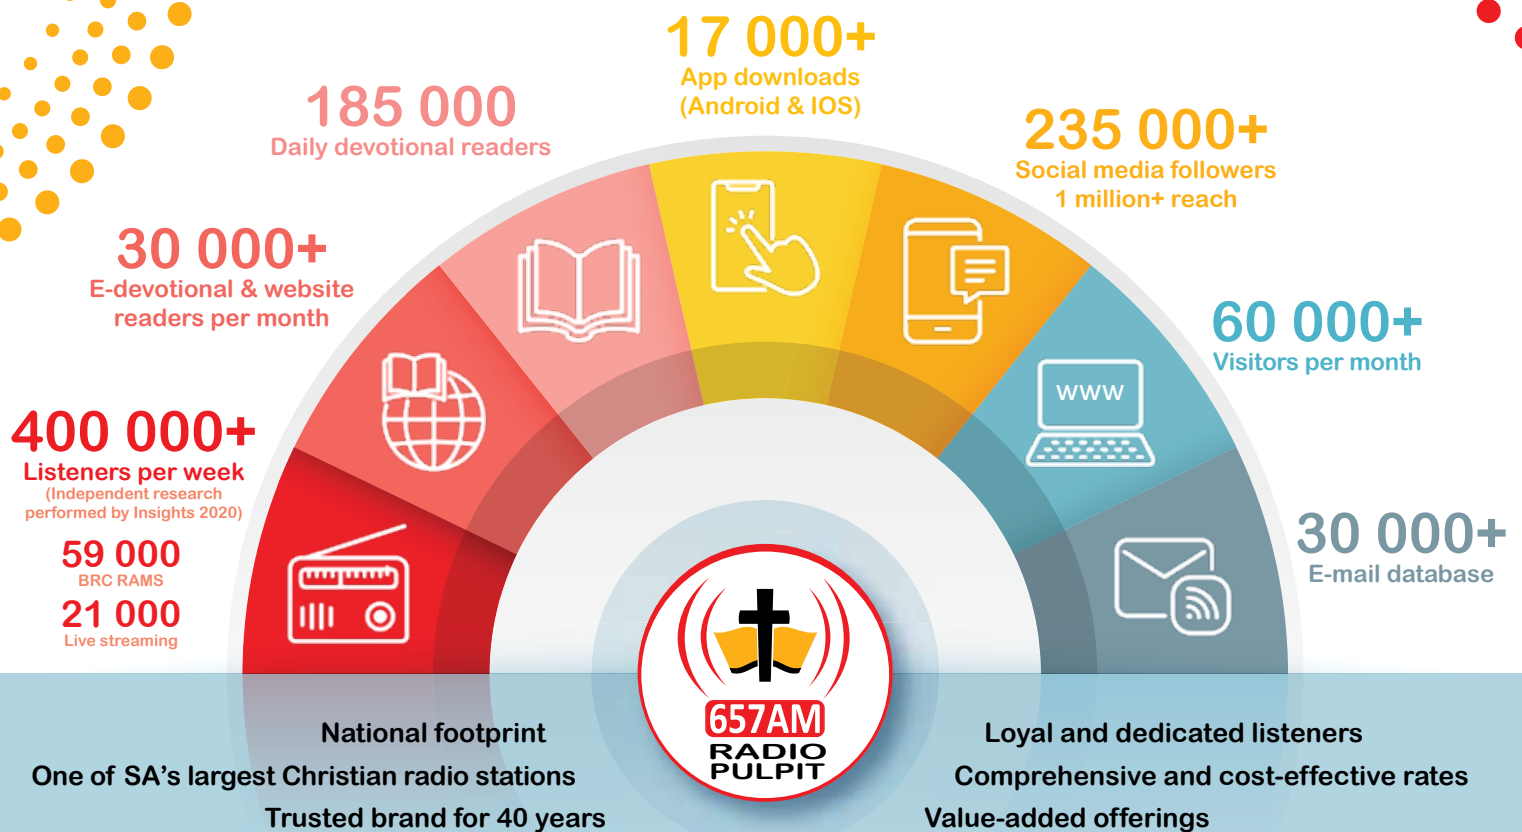 17 000+
App downloads
(Android & IOS)
185 000
Daily devotional readers
235 000+
Social media followers
1 million+ reach
30 000+
E-devotional & website
readers per month
60 000+
Visitors per month
400 000+
Listeners per week
(Independent research
performed by Insights 2020)
59 000
BRC RAMS
21 000
Live streaming
30 000+
E-mail database
www
657AM
RADIO
PULPIT
National footprint
One of SA's largest Christian radio stations
Trusted brand for 40 years
Loyal and dedicated listeners
Comprehensive and cost-effective rates
Value-added offerings